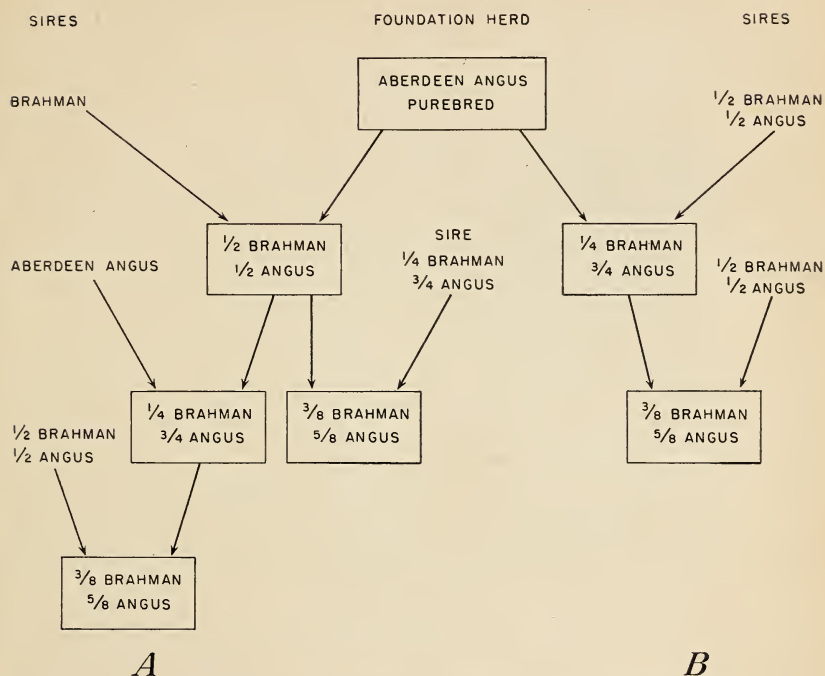 SIRES
FOUNDATION HERD
SIRES
ABERDEEN ANGUS
PUREBRED
BRAHMAN
1/2 BRAHMAN
1/2 ANGUS
1/2 BRAHMAN
1/2 ANGUS
SIRE
1/4 BRAHMAN
3/4 ANGUS
1/4 BRAHMAN
3/4 ANGUS
ABERDEEN ANGUS
1/2 BRAHMAN
1/2 ANGUS
1/4 BRAHMAN
3/4 ANGUS
3/8 BRAHMAN
5/8 ANGUS
3/8 BRAHMAN
5/8 ANGUS
1/2 BRAHMAN
1/2 ANGUS
3/8 BRAHMAN
5/8 ANGUS
A
B